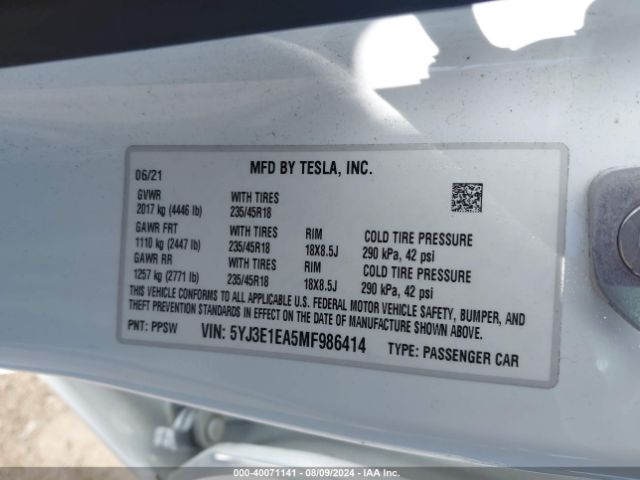 MFD BY TESLA, INC.
06/21
GVWR WITH TIRES
2017 kg (4446 lb) 235/45R18
GAWR FRT WITH TIRES RIM COLD TIRE PRESSURE
1110 kg (2447 lb) 235/45R18 18X8.5J 290 kPa, 42 psi
GAWR RR WITH TIRES RIM COLD TIRE PRESSURE
1257 kg (2771 lb) 235/45R18 18X8.5J 290 kPa, 42 psi
THIS VEHICLE CONFORMS TO ALL APPLICABLE U.S. FEDERAL MOTOR VEHICLE SAFETY, BUMPER, AND
THEFT PREVENTION STANDARDS IN EFFECT ON THE DATE OF MANUFACTURE SHOWN ABOVE.
PNT: PPSW VIN: 5YJ3E1EA5MF986414 TYPE: PASSENGER CAR
000-40071141 - 08/09/2024 - IAA Inc.